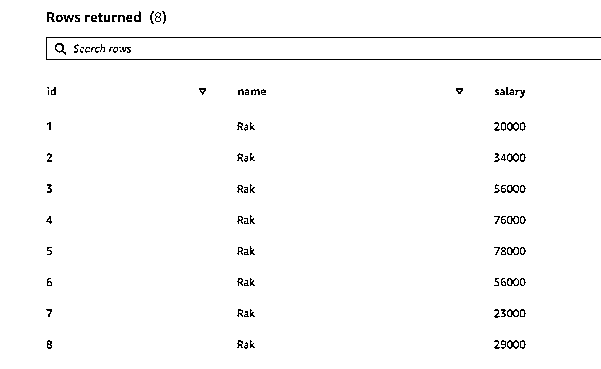 Rows returned (8)
Search rows
id name salary
1 Rak 20000
2 Rak 34000
3 Rak 56000
4 Rak 76000
5 Rak 78000
6 Rak 56000
7 Rak 23000
8 Rak 29000